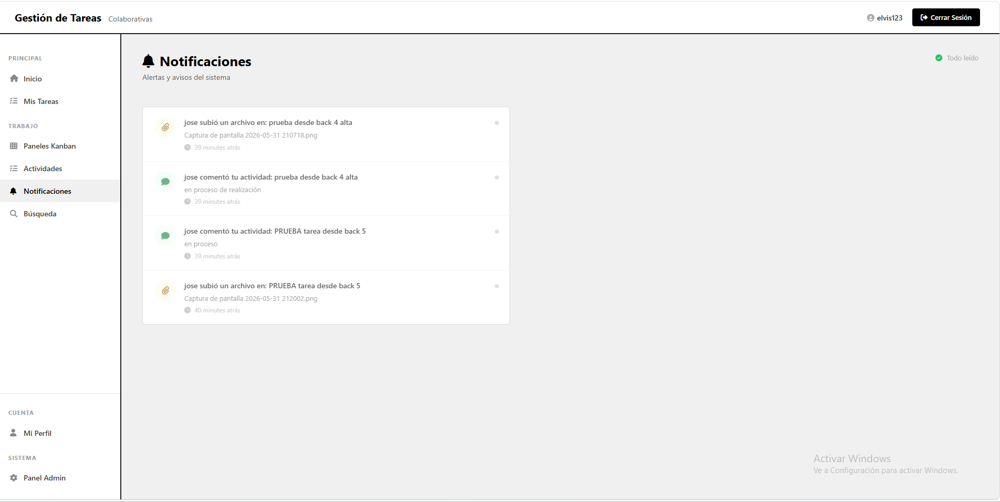 Gestión de Tareas Colaborativas
elvis123
Cerrar Sesión
PRINCIPAL
Inicio
Mis Tareas
TRABAJO
Paneles Kanban
Actividades
Notificaciones
Búsqueda
CUENTA
Mi Perfil
SISTEMA
Panel Admin
Notificaciones
Alertas y avisos del sistema
Todo leído
jose subió un archivo en: prueba desde back 4 alta
Captura de pantalla 2026-05-31 210718.png
39 minutes atrás
jose comentó tu actividad: prueba desde back 4 alta
en proceso de realización
39 minutes atrás
jose comentó tu actividad: PRUEBA tarea desde back 5
en proceso
39 minutes atrás
jose subió un archivo en: PRUEBA tarea desde back 5
Captura de pantalla 2026-05-31 212002.png
40 minutes atrás
Activar Windows
Ve a Configuración para activar Windows.